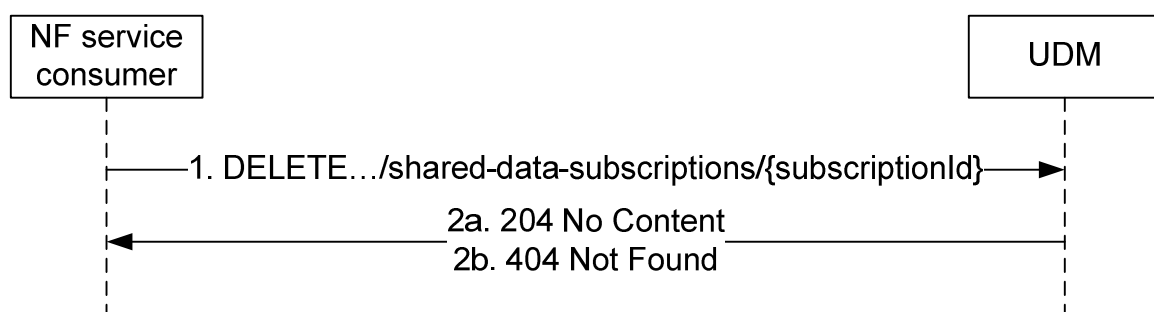 NF service
consumer
UDM
1. DELETE…/shared-data-subscriptions/{subscriptionId}
2a. 204 No Content
2b. 404 Not Found